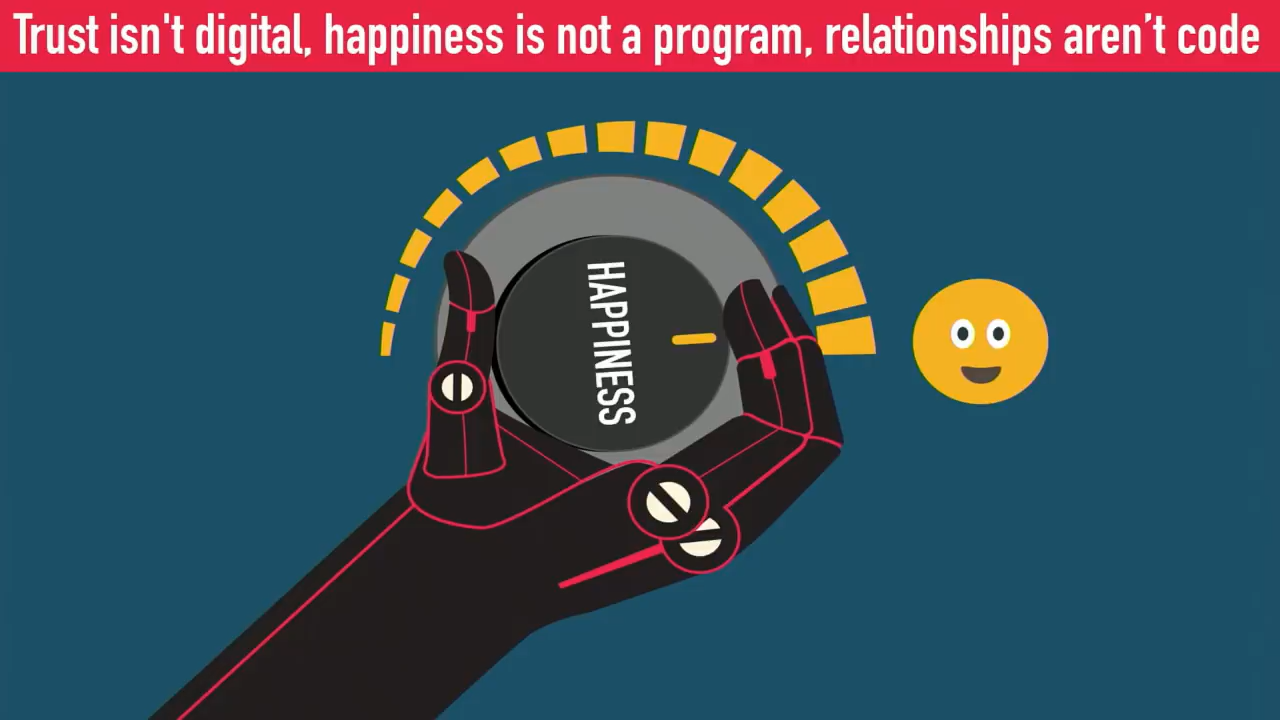 Trust isn't digital, happiness is not a program, relationships aren’t code
HAPPINESS